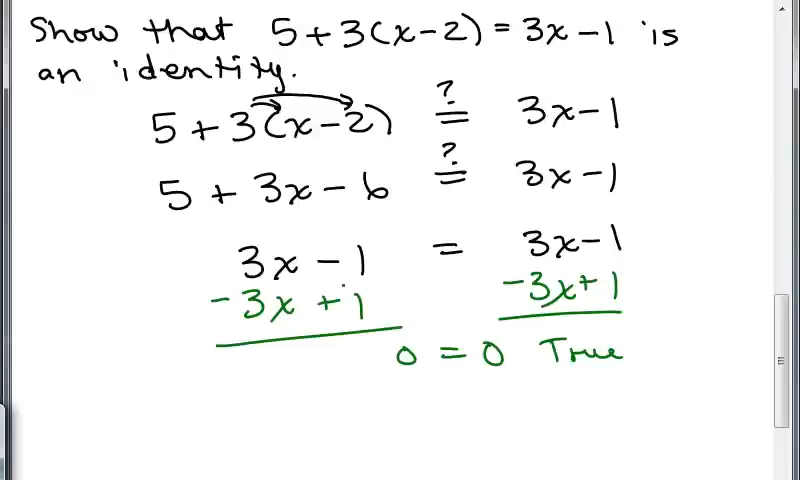 Show that 5+3(x-2) = 3x-1 is
an identity.
5+3(x-2) ?= 3x-1
5+3x-6 ?= 3x-1
3x-1 = 3x-1
-3x+1 -3x+1
0 = 0 True